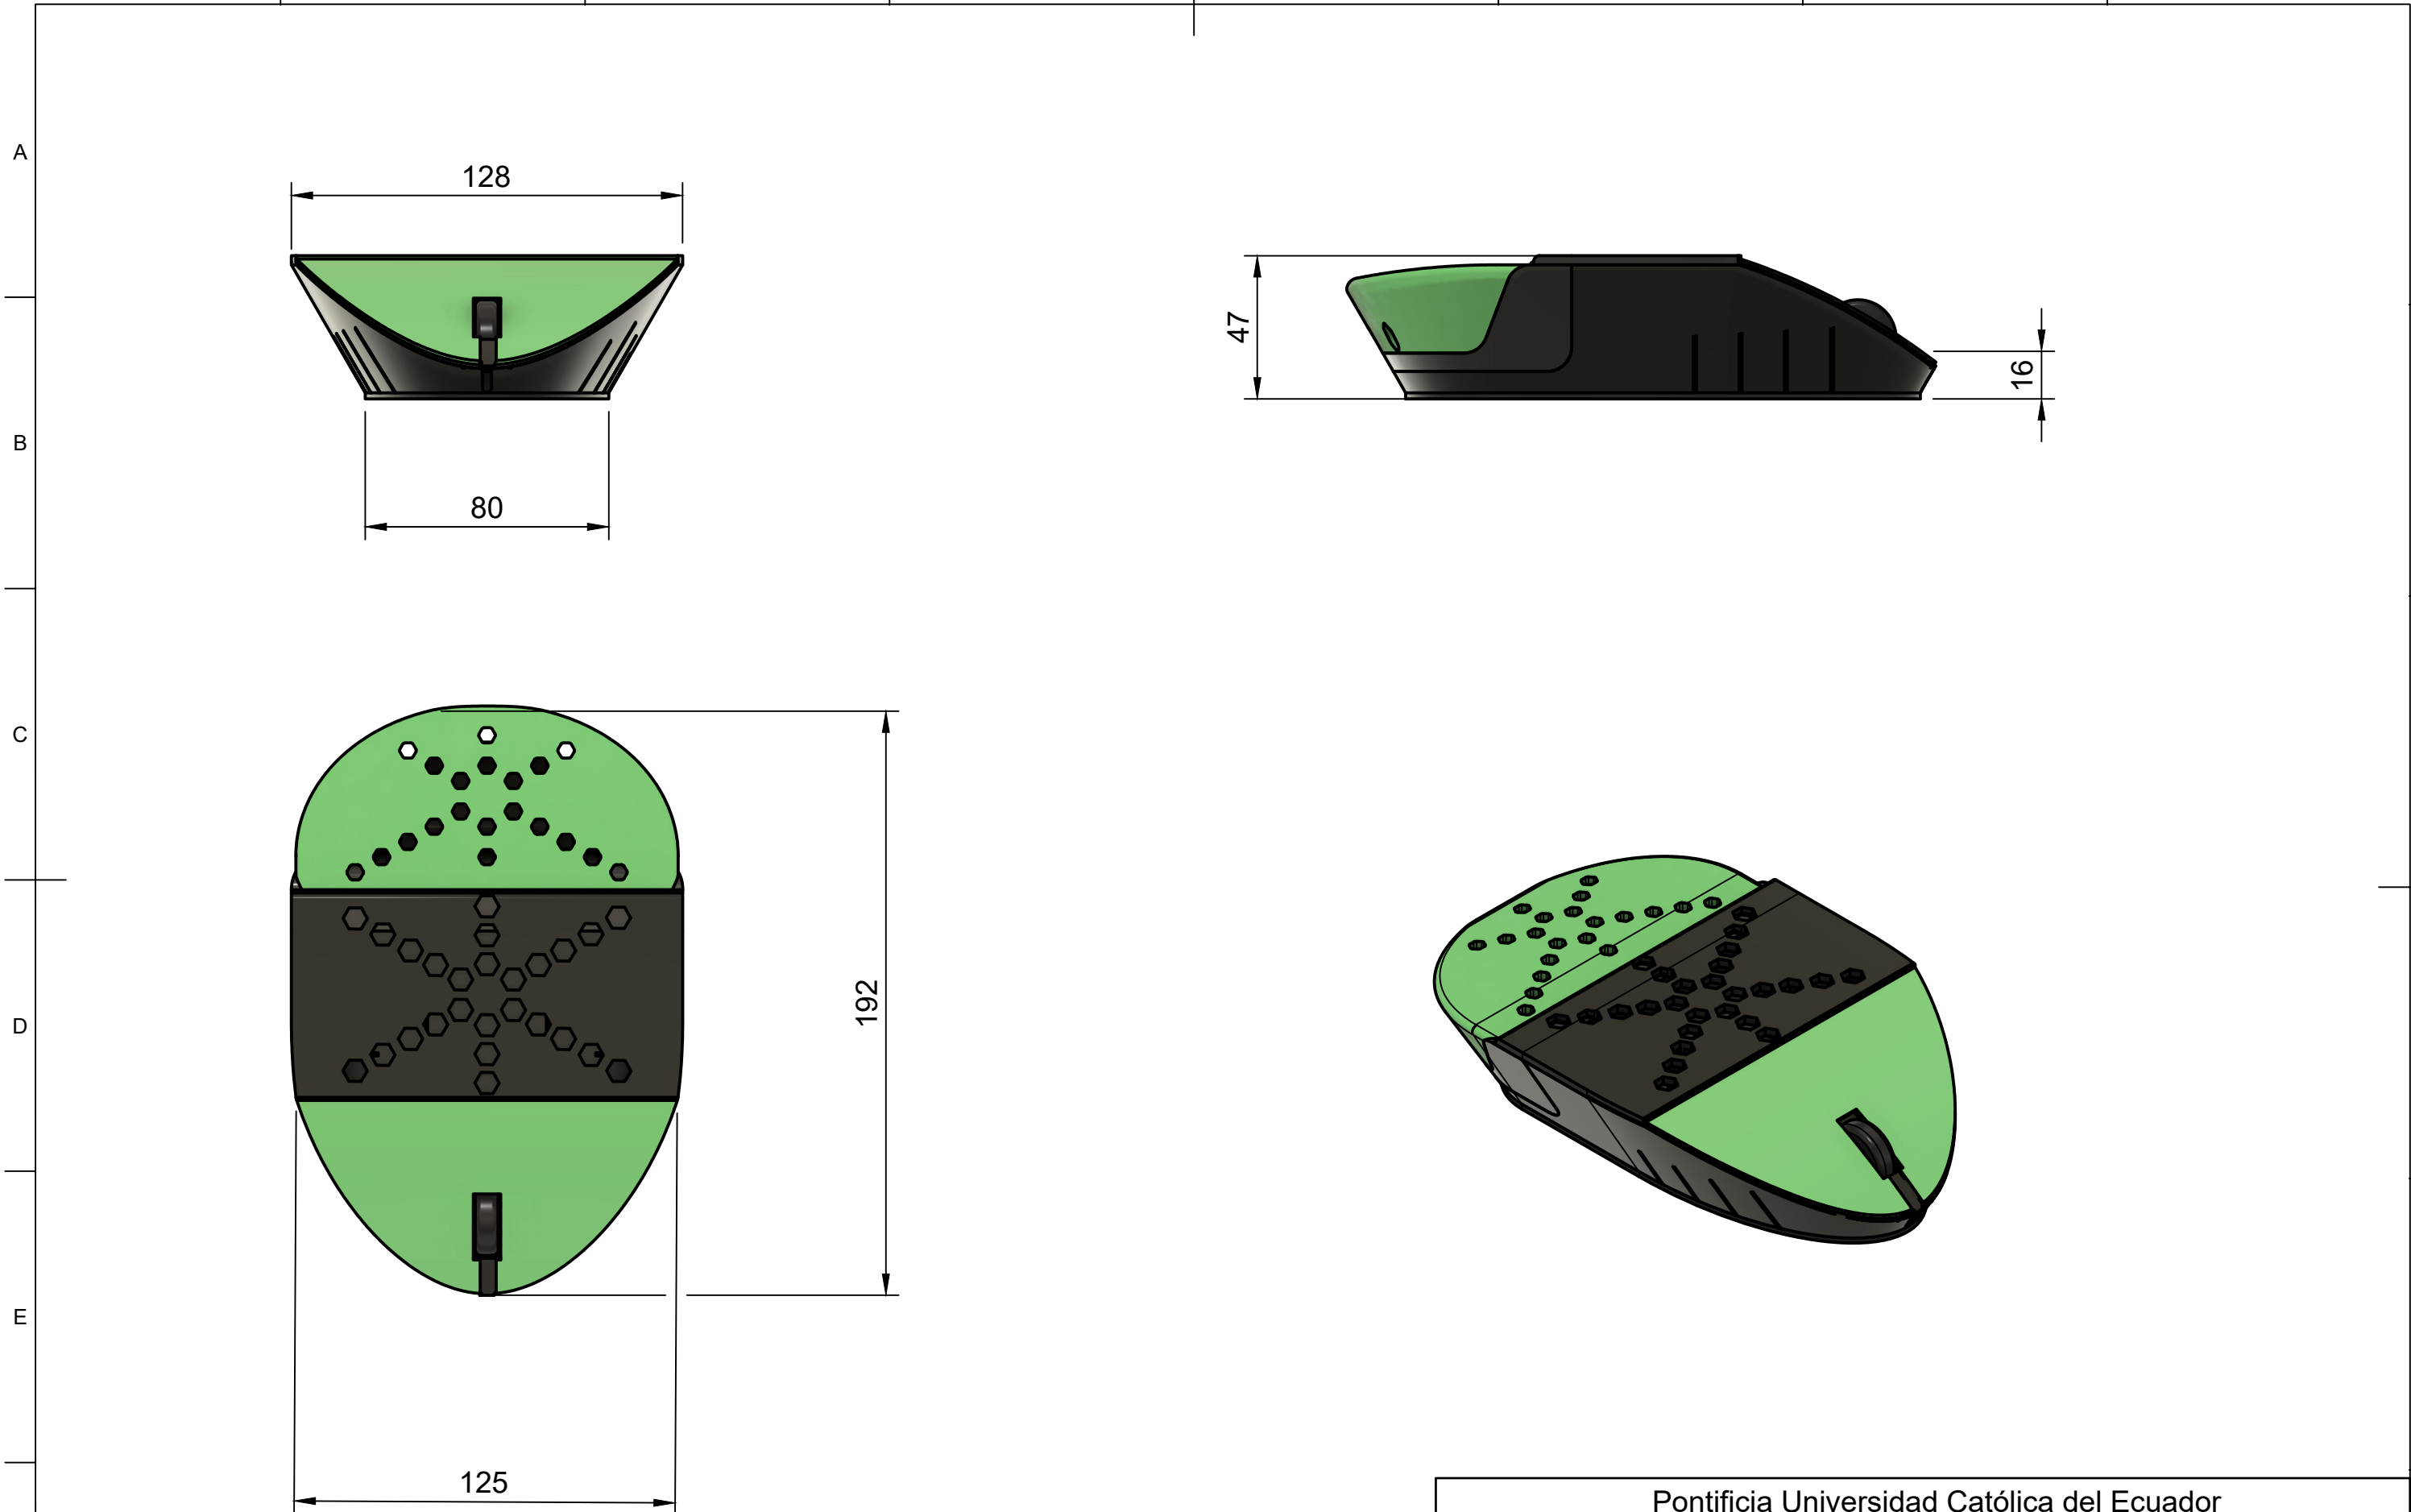 A
128
47
16
B
80
C
192
D
E
125
Pontificia Universidad Católica del Ecuador